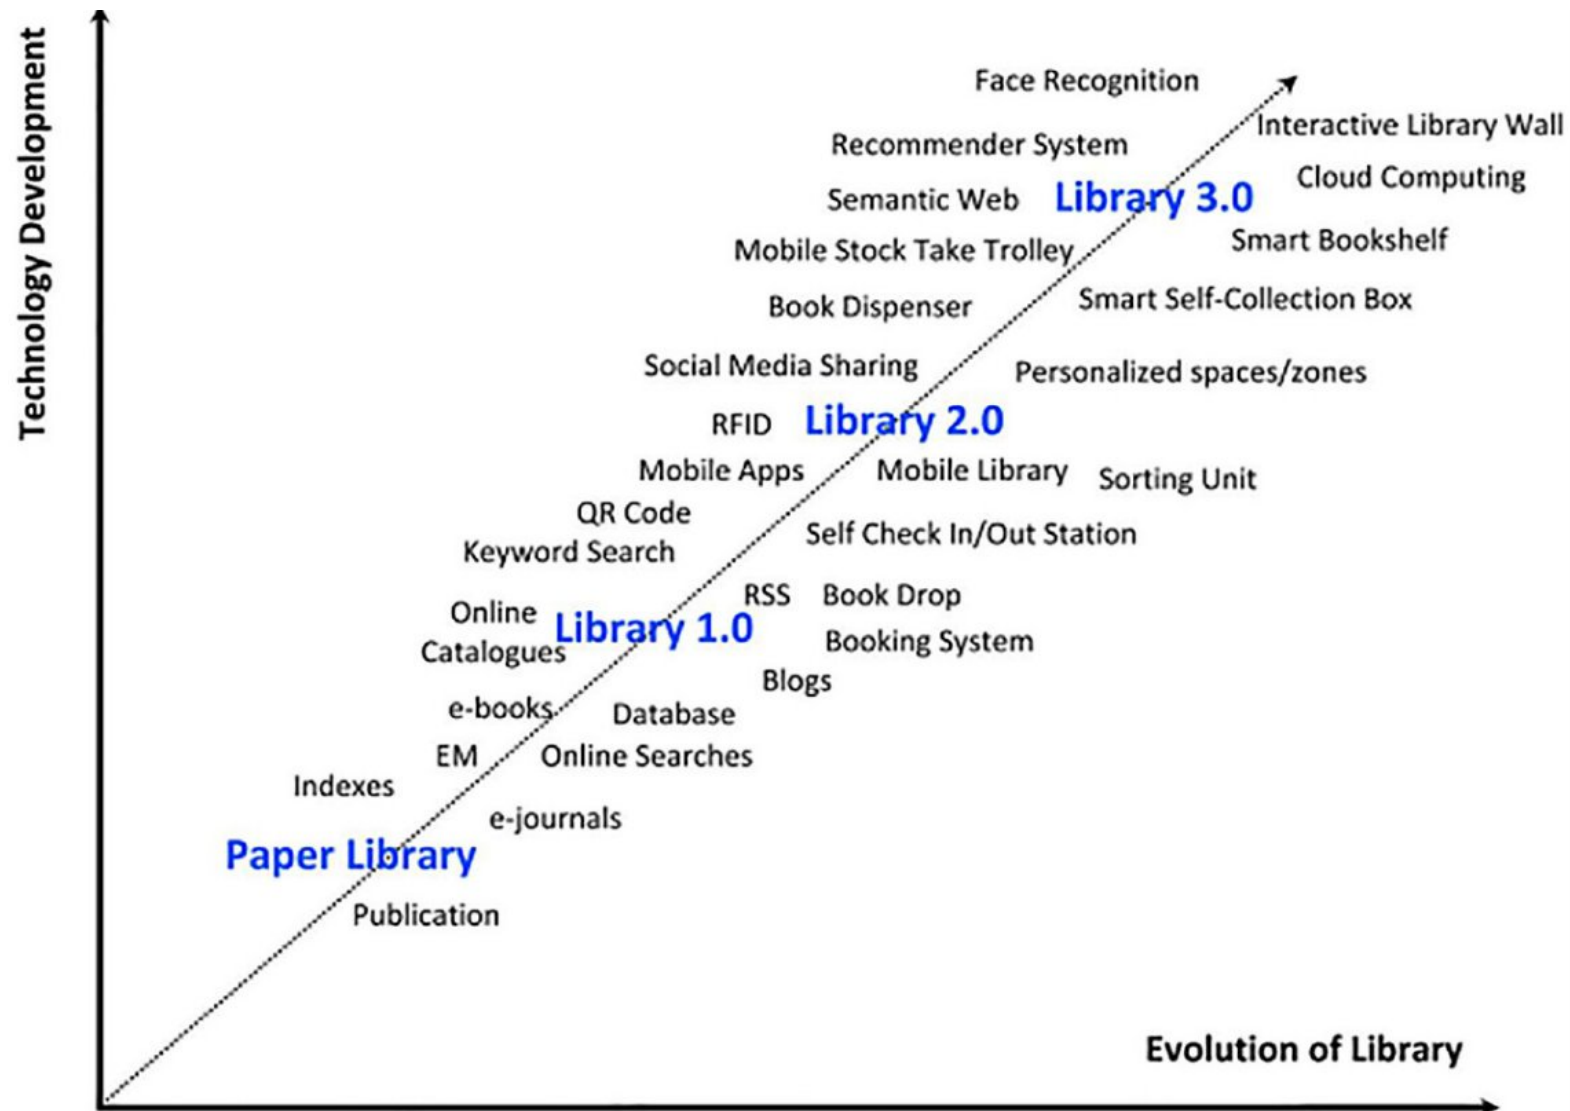 Technology Development
Face Recognition
Interactive Library Wall
Recommender System
Cloud Computing
Semantic Web
Library 3.0
Smart Bookshelf
Mobile Stock Take Trolley
Book Dispenser
Smart Self-Collection Box
Social Media Sharing
Personalized spaces/zones
RFID
Library 2.0
Mobile Apps
Mobile Library
Sorting Unit
QR Code
Self Check In/Out Station
Keyword Search
RSS
Book Drop
Online
Catalogues
Library 1.0
Booking System
Blogs
e-books
Database
EM
Online Searches
Indexes
e-journals
Paper Library
Publication
Evolution of Library